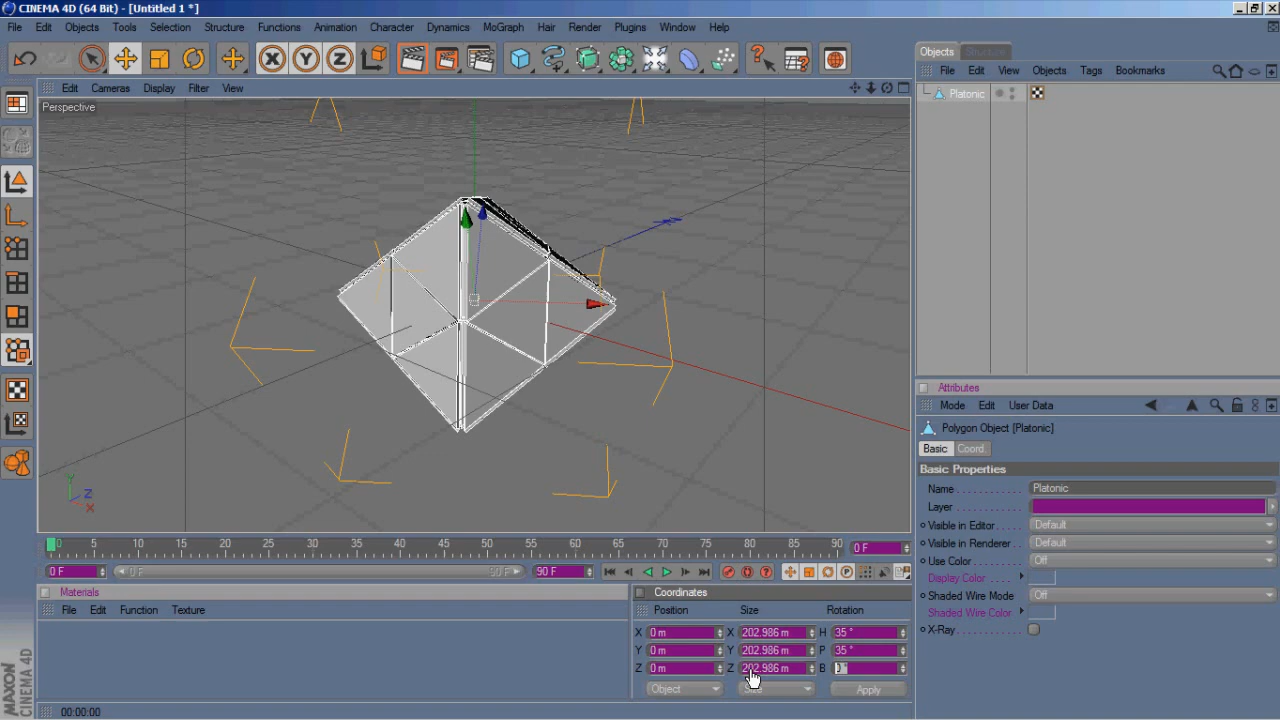 CINEMA 4D (64 Bit) - [Untitled 1 *]
File Edit Objects Tools Selection Structure Functions Animation Character Dynamics MoGraph Render Plugins Window Help
Objects Structure
File Edit View Objects Tags Bookmarks
Platonic
Edit Cameras Display Filter View
Perspective
Y
Z
X
Attributes
Mode Edit User Data
Polygon Object [Platonic]
Basic Coord.
Basic Properties
Name Platonic
Layer
Visible in Editor Default
Visible in Renderer Default
Use Color Off
Display Color
Shaded Wire Mode Off
Shaded Wire Color
X-Ray
0 5 10 15 20 25 30 35 40 45 50 55 60 65 70 75 80 85 90 0 F
0 F 0 F 90 F 90 F
Materials
File Edit Function Texture
Coordinates
Position Size Rotation
X 0 m X 202.986 m H 35 °
Y 0 m Y 202.986 m P 35 °
Z 0 m Z 202.986 m B 0 °
Object Size Apply
MAXON CINEMA 4D
00:00:00